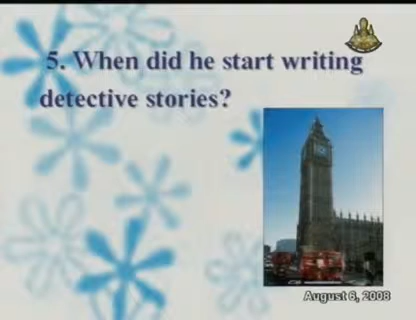 5. When did he start writing
detective stories?
August 6, 2008